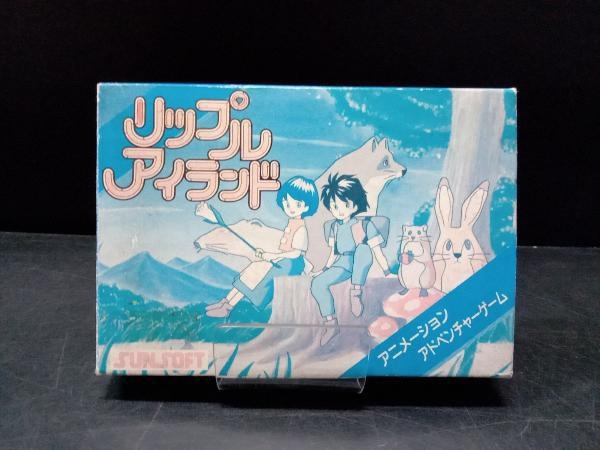 リップル
アイランド
アニメーション
アドベンチャーゲーム
SUNSOFT